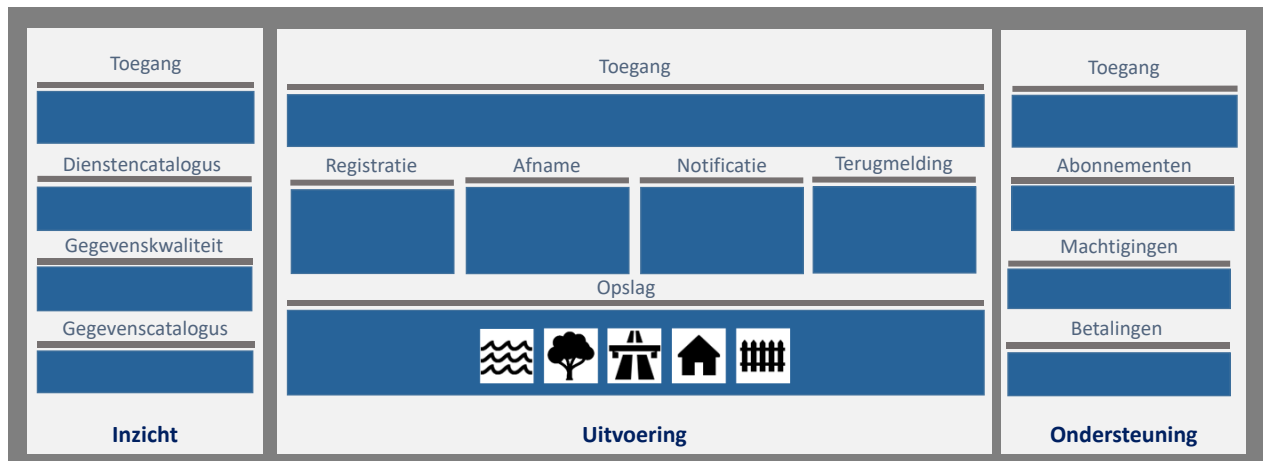 Toegang
Dienstencatalogus
Gegevenskwaliteit
Gegevenscatalogus
Inzicht
Toegang
Registratie
Afname
Notificatie
Terugmelding
Opslag
Uitvoering
Toegang
Abonnementen
Machtigingen
Betalingen
Ondersteuning